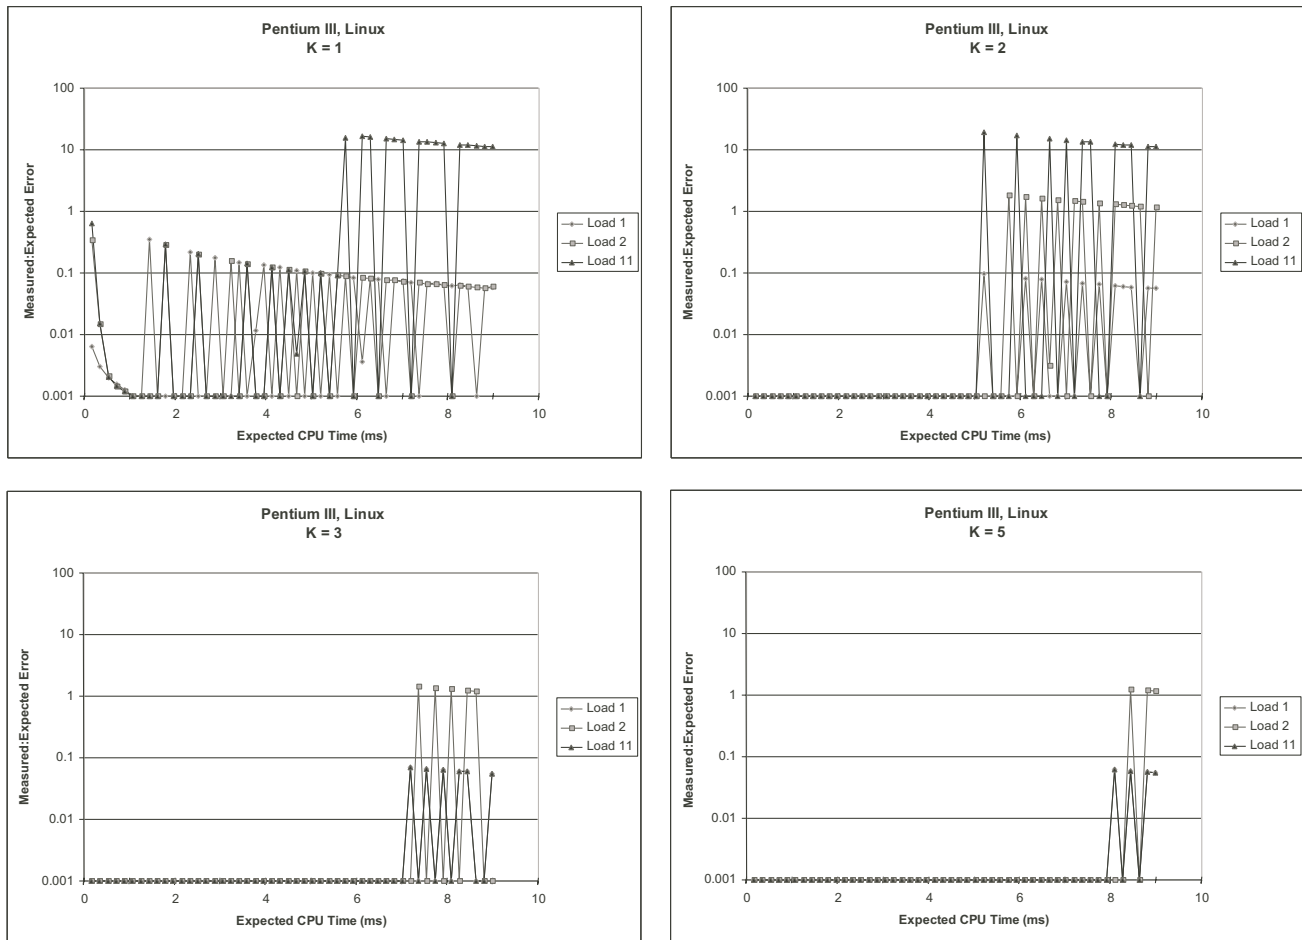 Pentium III, Linux
K = 1
100
10
1
0.1
0.01
0.001
0
2
4
6
8
10
Measured:Expected Error
Expected CPU Time (ms)
Load 1
Load 2
Load 11
Pentium III, Linux
K = 2
100
10
1
0.1
0.01
0.001
0
2
4
6
8
10
Measured:Expected Error
Expected CPU Time (ms)
Load 1
Load 2
Load 11
Pentium III, Linux
K = 3
100
10
1
0.1
0.01
0.001
0
2
4
6
8
10
Measured:Expected Error
Expected CPU Time (ms)
Load 1
Load 2
Load 11
Pentium III, Linux
K = 5
100
10
1
0.1
0.01
0.001
0
2
4
6
8
10
Measured:Expected Error
Expected CPU Time (ms)
Load 1
Load 2
Load 11